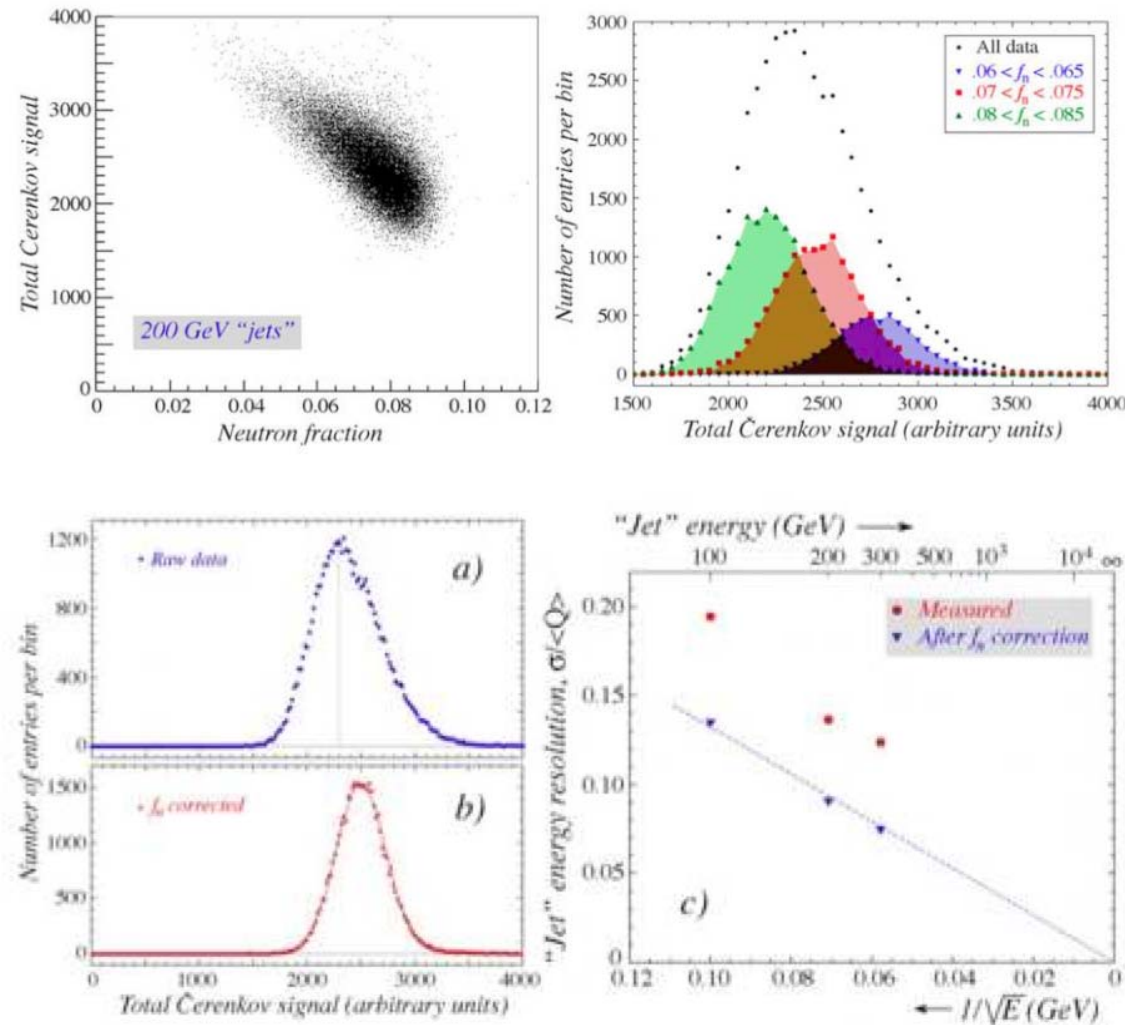 4000
3000
2000
1000
0
Total Cerenkov signal
200 GeV “jets”
0 0.02 0.04 0.06 0.08 0.10 0.12
Neutron fraction
3000
2500
2000
1500
1000
500
0
Number of entries per bin
All data
.06 < fn < .065
.07 < fn < .075
.08 < fn < .085
1500 2000 2500 3000 3500 4000
Total Čerenkov signal (arbitrary units)
1200
800
400
0
Raw data
a)
1500
1000
500
0
fn corrected
b)
Number of entries per bin
0 1000 2000 3000 4000
Total Čerenkov signal (arbitrary units)
“Jet” energy (GeV) →
100 200 300 500 10³ 10⁴ ∞
0.20
0.15
0.10
0.05
0
“Jet” energy resolution, σ/<Q>
Measured
After fn correction
c)
0.12 0.10 0.08 0.06 0.04 0.02 0
← 1/√E (GeV)